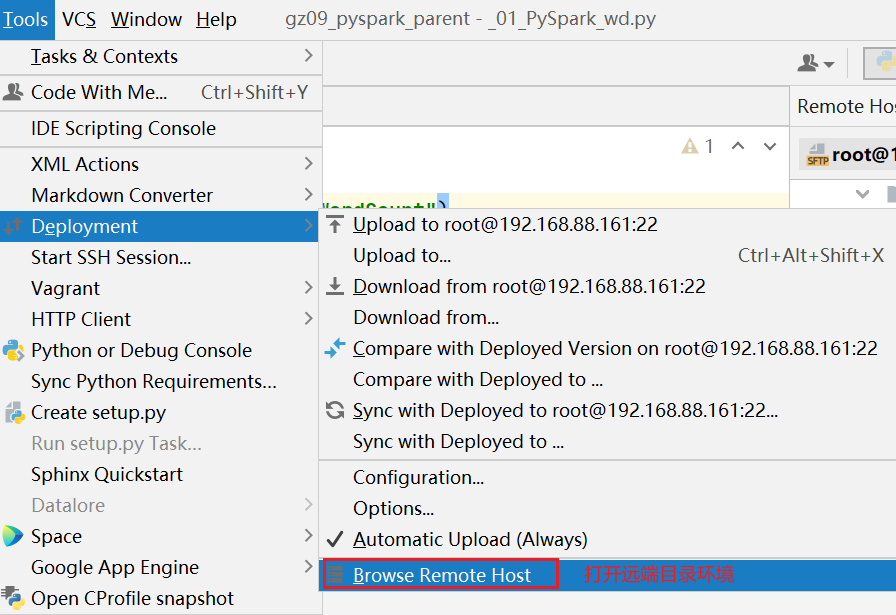 Tools VCS Window Help gz09_pyspark_parent - _01_PySpark_wd.py
Tasks & Contexts
Code With Me... Ctrl+Shift+Y
IDE Scripting Console
XML Actions
Markdown Converter
Deployment
Start SSH Session...
Vagrant
HTTP Client
Python or Debug Console
Sync Python Requirements...
Create setup.py
Run setup.py Task...
Sphinx Quickstart
Datalore
Space
Google App Engine
Open CProfile snapshot
Remote Hos
1
SFTP root@1
Upload to root@192.168.88.161:22
Upload to... Ctrl+Alt+Shift+X
Download from root@192.168.88.161:22
Download from...
Compare with Deployed Version on root@192.168.88.161:22
Compare with Deployed to ...
Sync with Deployed to root@192.168.88.161:22...
Sync with Deployed to ...
Configuration...
Options...
Automatic Upload (Always)
Browse Remote Host 打开远端目录环境